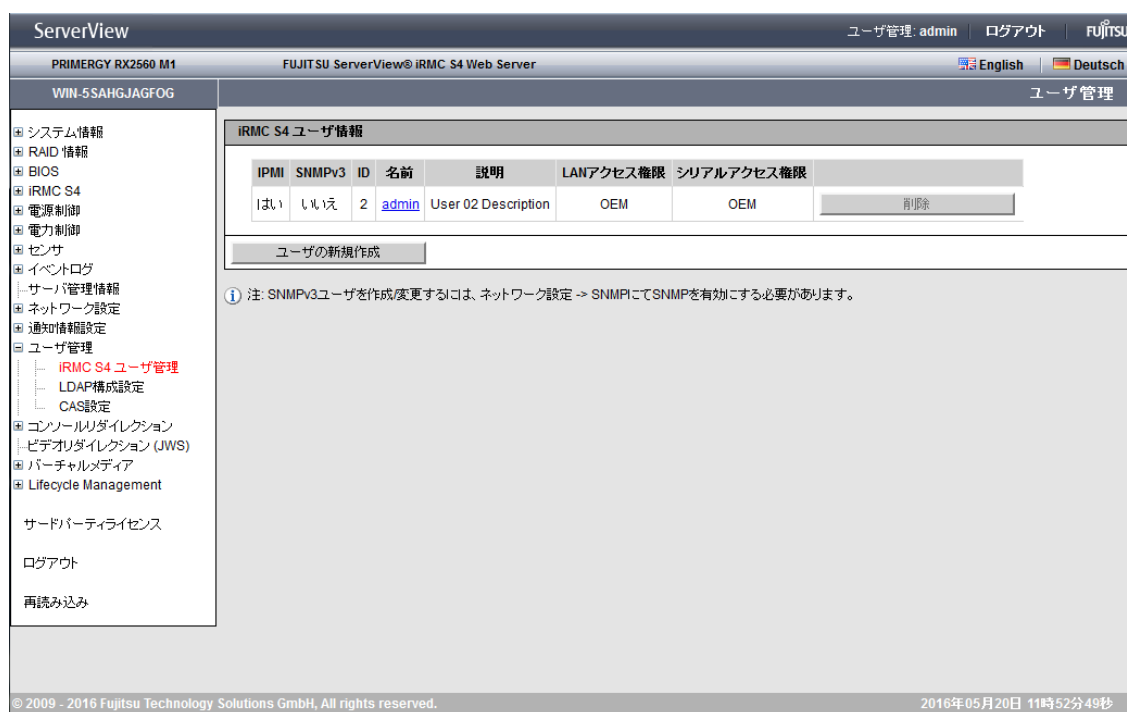 ServerView
ユーザ管理: admin ログアウト FUJITSU
PRIMERGY RX2560 M1 FUJITSU ServerView® iRMC S4 Web Server English Deutsch
WIN-5SAHGJAGFOG ユーザ管理
システム情報
RAID 情報
BIOS
iRMC S4
電源制御
電力制御
センサ
イベントログ
サーバ管理情報
ネットワーク設定
通知情報設定
ユーザ管理
iRMC S4 ユーザ管理
LDAP構成設定
CAS設定
コンソールリダイレクション
ビデオリダイレクション (JWS)
バーチャルメディア
Lifecycle Management
サードパーティライセンス
ログアウト
再読み込み
iRMC S4 ユーザ情報
IPMI SNMPv3 ID 名前 説明 LANアクセス権限 シリアルアクセス権限
はい いいえ 2 admin User 02 Description OEM OEM 削除
ユーザの新規作成
注: SNMPv3ユーザを作成/変更するには、ネットワーク設定 -> SNMPにてSNMPを有効にする必要があります。
© 2009 - 2016 Fujitsu Technology Solutions GmbH, All rights reserved. 2016年05月20日 11時52分49秒